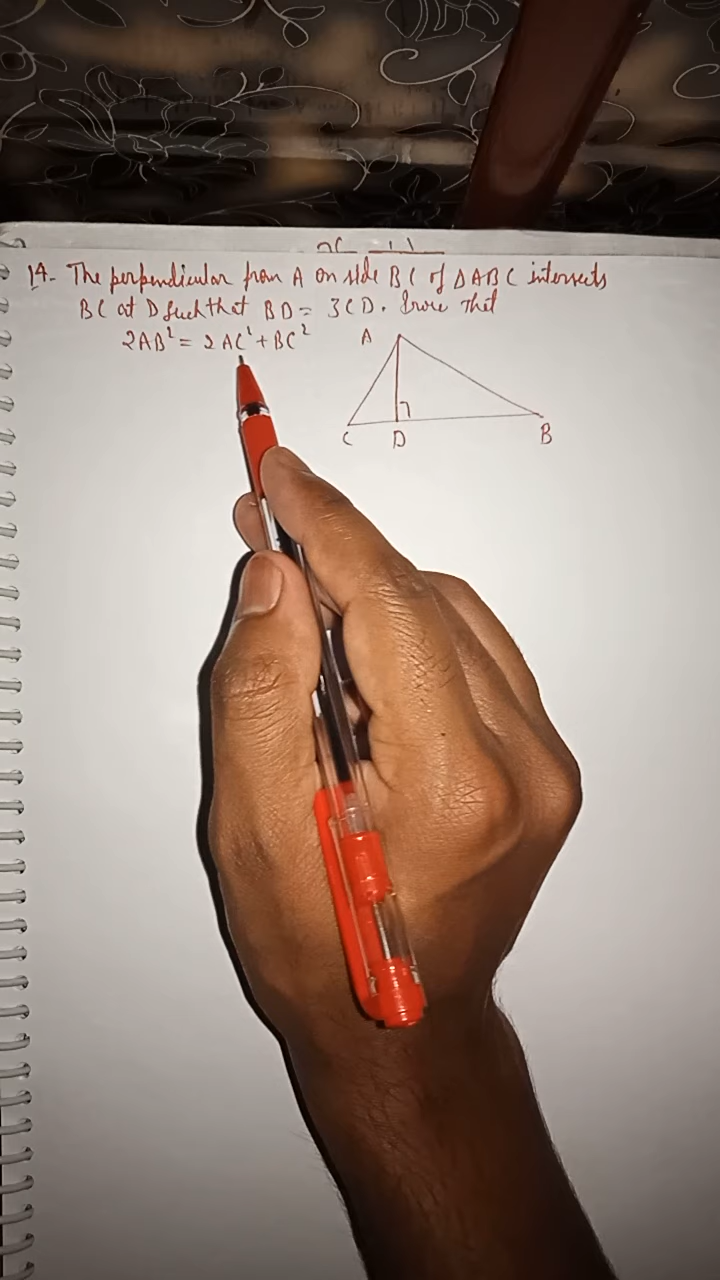 14- The perpendicular from A on side BC of ΔABC intersects
BC at D such that BD = 3CD. Prove that
2AB² = 2AC² + BC²
A
C D B